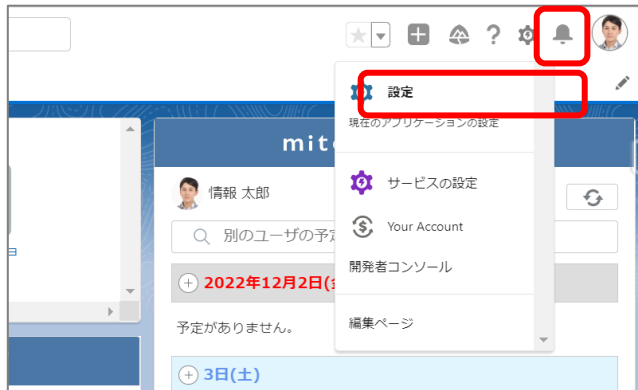 設定
現在のアプリケーションの設定
mit
情報 太郎
サービスの設定
別のユーザの予定
Your Account
日
2022年12月2日(
開発者コンソール
予定がありません。
編集ページ
3日(土)